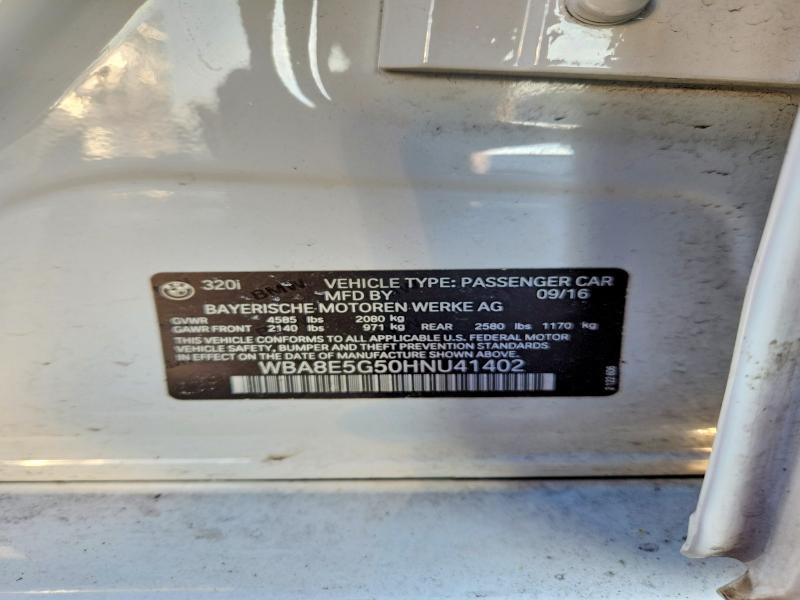 320i BMW VEHICLE TYPE: PASSENGER CAR
MFD BY 09/16
BAYERISCHE MOTOREN WERKE AG
GVWR 4585 lbs 2080 kg
GAWR FRONT 2140 lbs 971 kg REAR 2580 lbs 1170 kg
THIS VEHICLE CONFORMS TO ALL APPLICABLE U.S. FEDERAL MOTOR
VEHICLE SAFETY, BUMPER AND THEFT PREVENTION STANDARDS
IN EFFECT ON THE DATE OF MANUFACTURE SHOWN ABOVE.
WBA8E5G50HNU41402